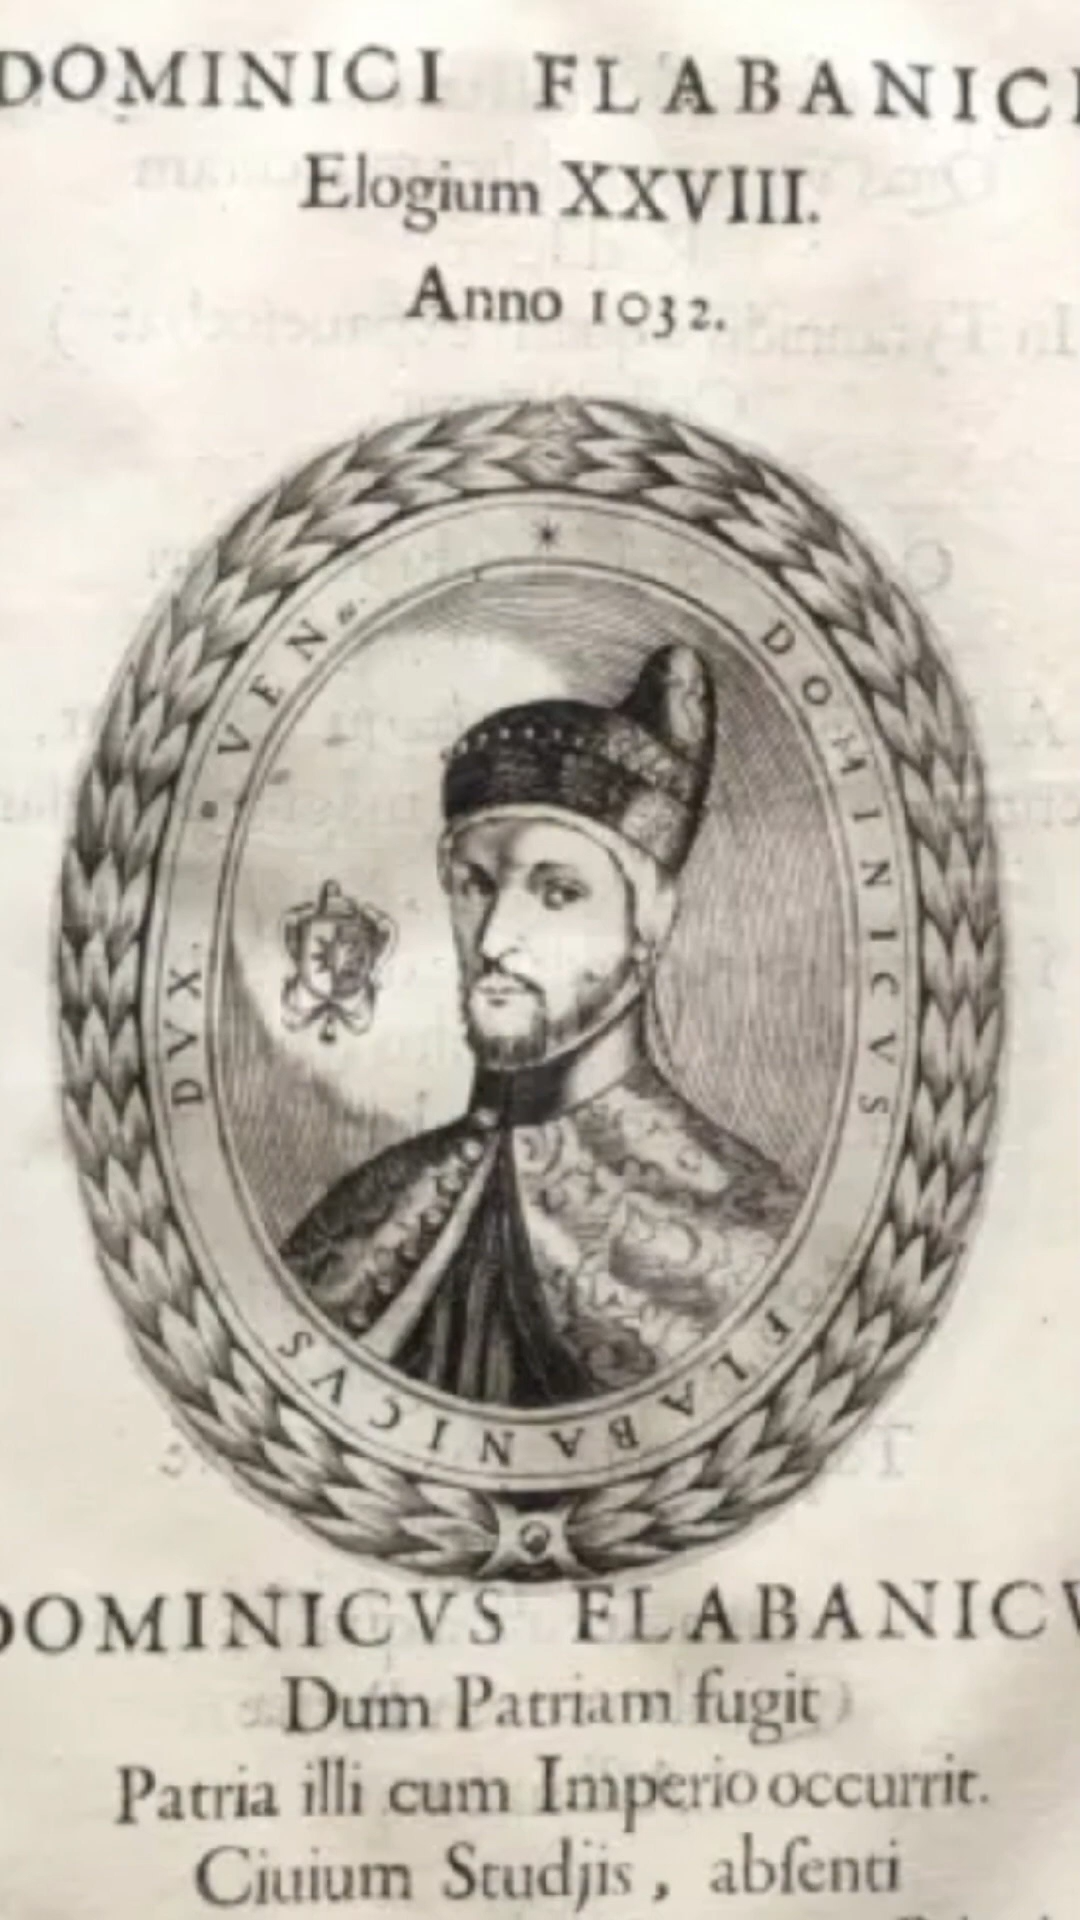 DOMINICI FLABANICI
Elogium XXVIII.
Anno 1032.
DOMINICVS FLABANICVS DVX. VEN
DOMINICVS FLABANICV
Dum Patriam fugit
Patria illi cum Imperio occurrit.
Ciuium Studjis, abſenti